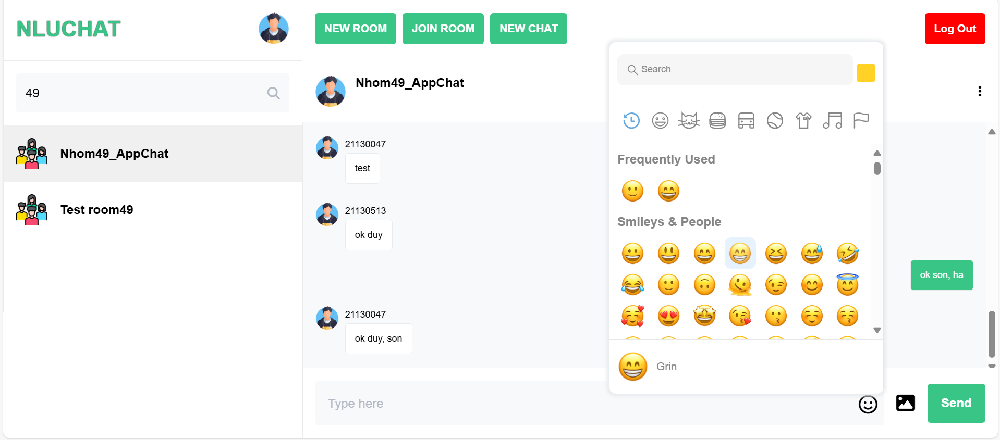 NLUCHAT
NEW ROOM
JOIN ROOM
NEW CHAT
Log Out
49
Nhom49_AppChat
Test room49
Nhom49_AppChat
21130047
test
21130513
ok duy
ok son, ha
21130047
ok duy, son
Search
Frequently Used
Smileys & People
Grin
Type here
Send